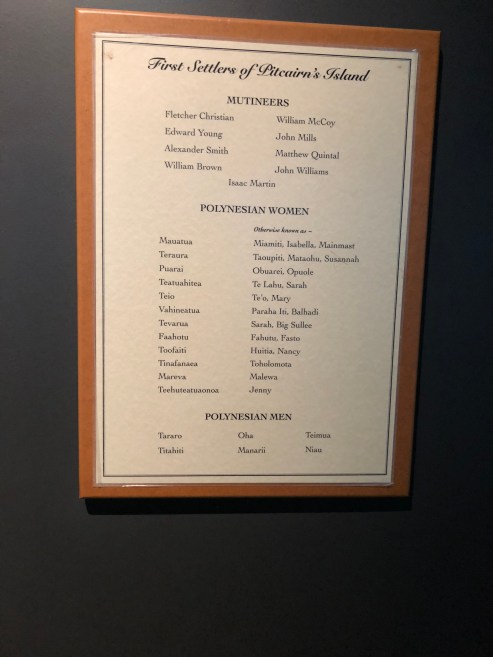 First Settlers of Pitcairn's Island
MUTINEERS
Fletcher Christian William McCoy
Edward Young John Mills
Alexander Smith Matthew Quintal
William Brown John Williams
Isaac Martin
POLYNESIAN WOMEN
Otherwise known as –
Mauatua Miamiti, Isabella, Mainmast
Teraura Taoupiti, Mataohu, Susannah
Puarai Obuarei, Opuole
Teatuahitea Te Lahu, Sarah
Teio Te'o, Mary
Vahineatua Paraha Iti, Balhadi
Tevarua Sarah, Big Sullee
Faahotu Fahutu, Fasto
Toofaiti Huitia, Nancy
Tinafanaea Toholomota
Mareva Malewa
Teehuteatuaonoa Jenny
POLYNESIAN MEN
Tararo Oha Teimua
Titahiti Manarii Niau